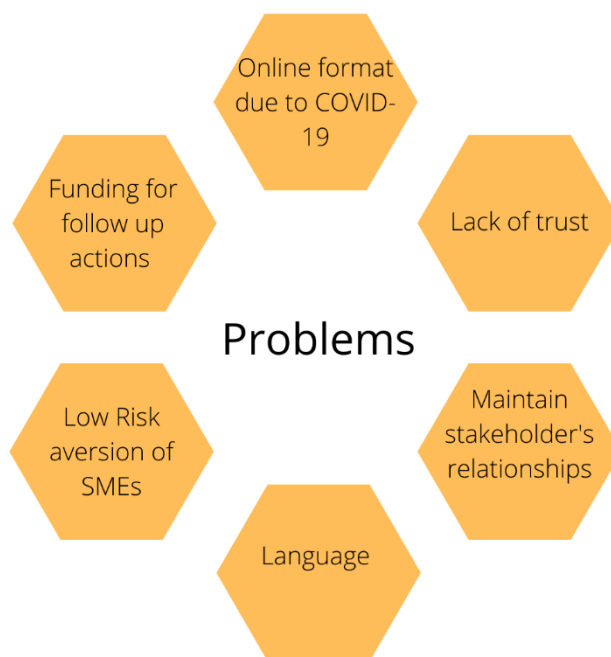 Online format
due to COVID-
19
Funding for
follow up
actions
Lack of trust
Problems
Low Risk
aversion of
SMEs
Maintain
stakeholder's
relationships
Language